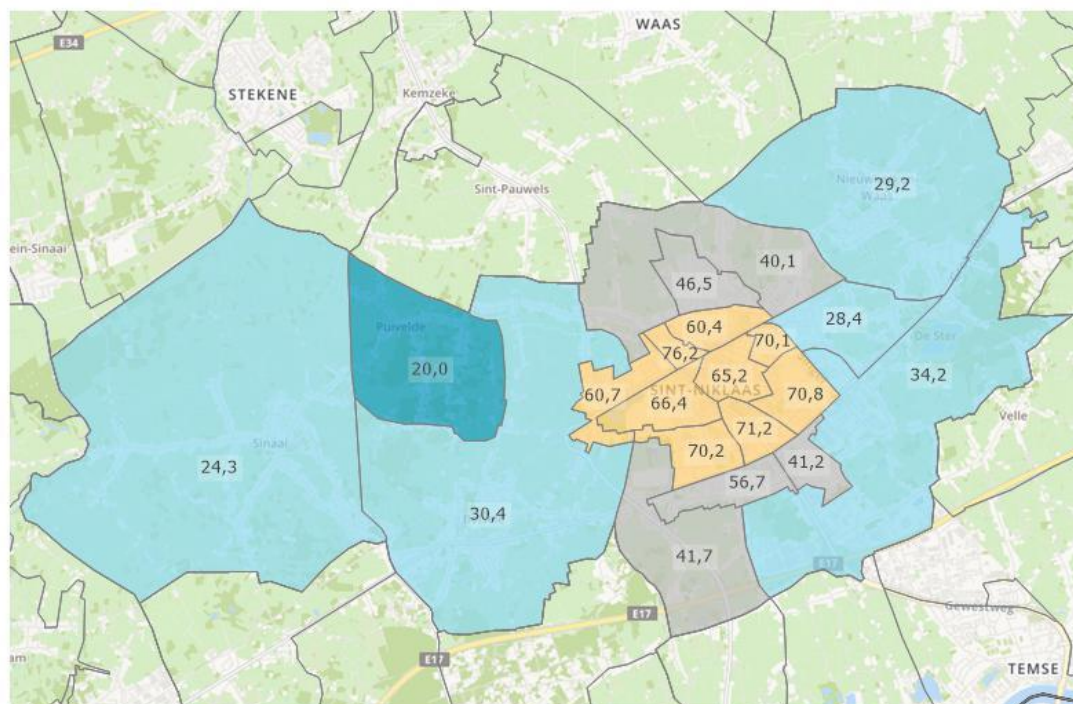 WAAS
E34
STEKENE
Kemzeke
Nieuw
Waas
29,2
Sint-Pauwels
ein-Sinaai
40,1
46,5
28,4
60,4
70,1
Puivelde
De Ster
76,2
20,0
65,2
34,2
60,7
SINT-NIKLAAS
70,8
66,4
Velle
71,2
Sinaai
70,2
41,2
24,3
56,7
30,4
41,7
E17
Gewestweg
E17
am
E17
TEMSE